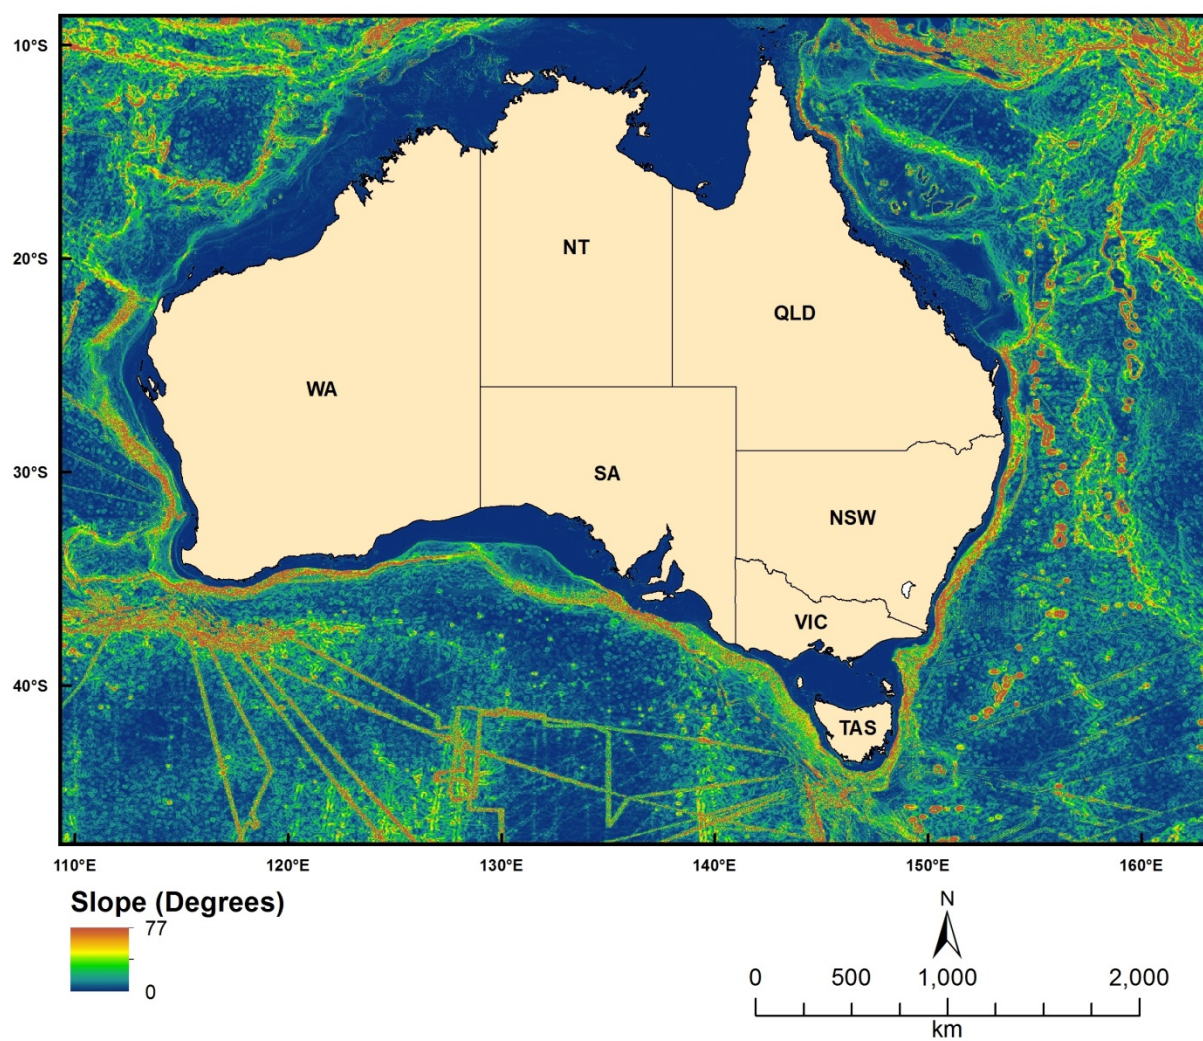 10°S
20°S
30°S
40°S
NT
QLD
WA
SA
NSW
VIC
TAS
110°E 120°E 130°E 140°E 150°E 160°E
Slope (Degrees)
77
0
N
0 500 1,000 2,000
km